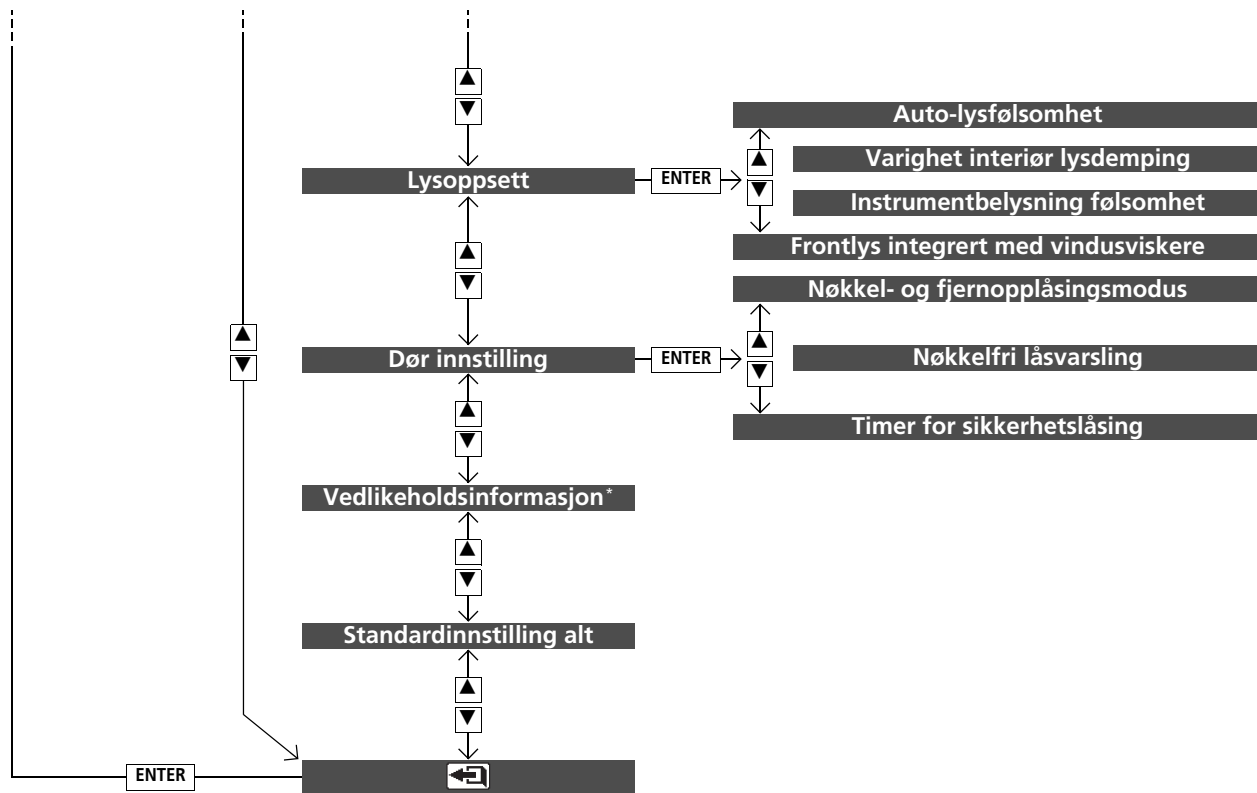 Auto-lysfølsomhet
Varighet interiør lysdemping
Lysoppsett
ENTER
Instrumentbelysning følsomhet
Frontlys integrert med vindusviskere
Nøkkel- og fjernopplåsingsmodus
Dør innstilling
ENTER
Nøkkelfri låsvarsling
Timer for sikkerhetslåsing
Vedlikeholdsinformasjon*
Standardinnstilling alt
ENTER